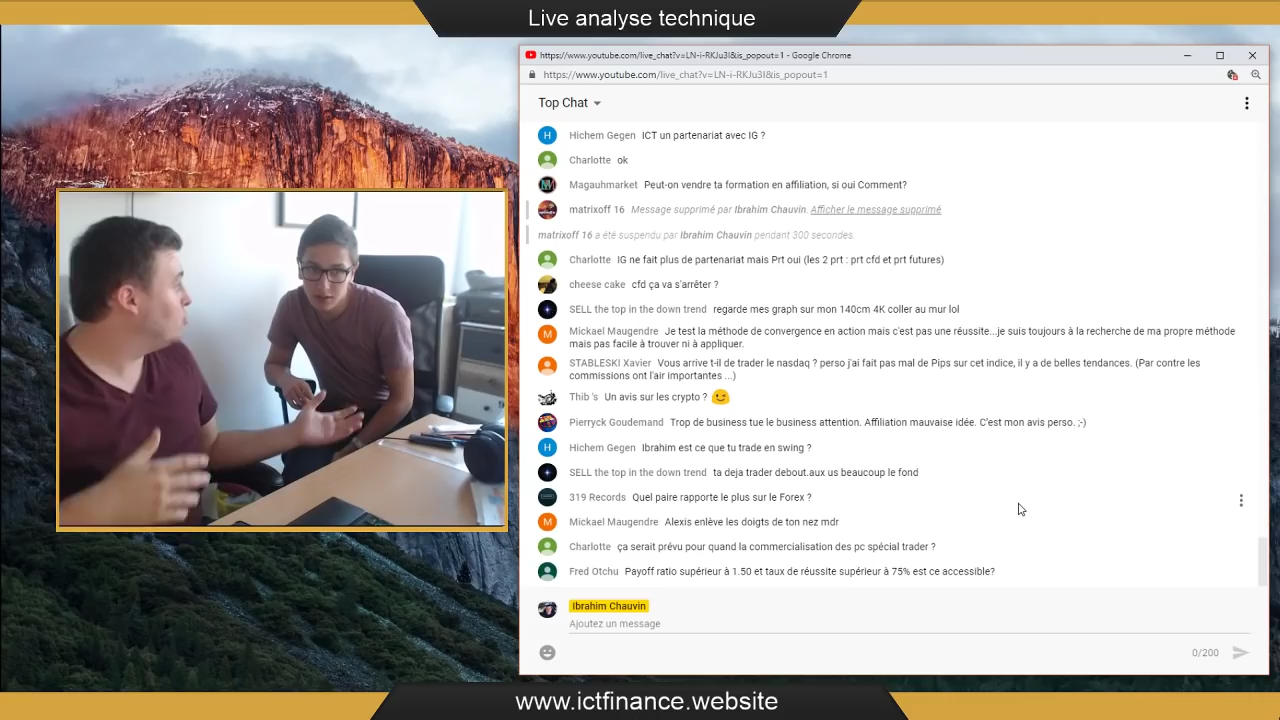 Live analyse technique
https://www.youtube.com/live_chat?v=LN-i-RKJu3I&is_popout=1 - Google Chrome
https://www.youtube.com/live_chat?v=LN-i-RKJu3I&is_popout=1
Top Chat
H Hichem Gegen ICT un partenariat avec IG ?
Charlotte ok
Magauhmarket Peut-on vendre ta formation en affiliation, si oui Comment?
matrixoff 16 Message supprimé par Ibrahim Chauvin. Afficher le message supprimé
matrixoff 16 a été suspendu par Ibrahim Chauvin pendant 300 secondes.
Charlotte IG ne fait plus de partenariat mais Prt oui (les 2 prt : prt cfd et prt futures)
cheese cake cfd ça va s'arrêter ?
SELL the top in the down trend regarde mes graph sur mon 140cm 4K coller au mur lol
M Mickael Maugendre Je test la méthode de convergence en action mais c'est pas une réussite...je suis toujours à la recherche de ma propre méthode
mais pas facile à trouver ni à appliquer.
STABLESKI Xavier Vous arrive t-il de trader le nasdaq ? perso j'ai fait pas mal de Pips sur cet indice, il y a de belles tendances. (Par contre les
commissions ont l'air importantes ...)
Thib 's Un avis sur les crypto ? 😉
Pierryck Goudemand Trop de business tue le business attention. Affiliation mauvaise idée. C'est mon avis perso. ;-)
H Hichem Gegen Ibrahim est ce que tu trade en swing ?
SELL the top in the down trend ta deja trader debout.aux us beaucoup le fond
319 Records Quel paire rapporte le plus sur le Forex ?
M Mickael Maugendre Alexis enlève les doigts de ton nez mdr
Charlotte ça serait prévu pour quand la commercialisation des pc spécial trader ?
Fred Otchu Payoff ratio supérieur à 1.50 et taux de réussite supérieur à 75% est ce accessible?
Ibrahim Chauvin
Ajoutez un message
0/200
www.ictfinance.website